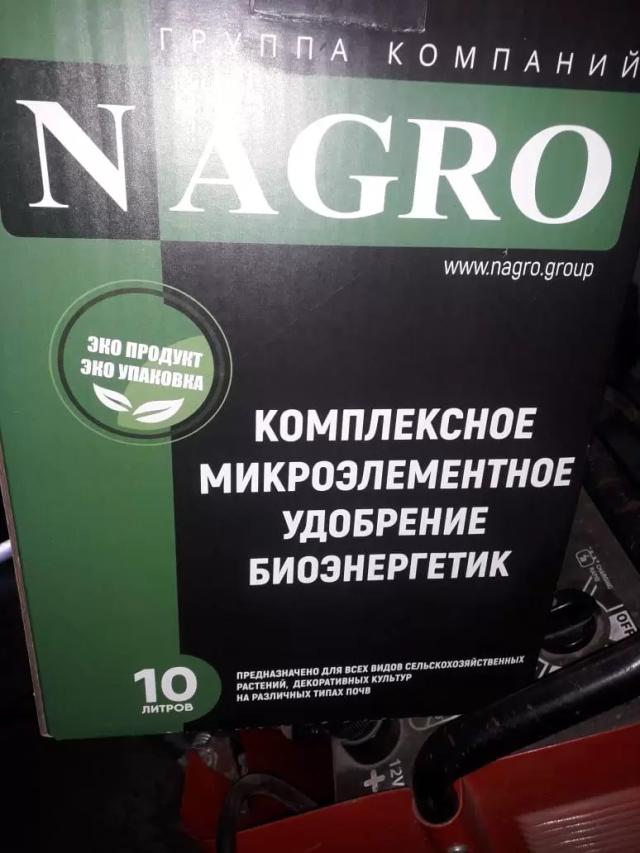 ГРУППА КОМПАНИЙ
NAGRO
www.nagro.group
ЭКО ПРОДУКТ
ЭКО УПАКОВКА
КОМПЛЕКСНОЕ
МИКРОЭЛЕМЕНТНОЕ
УДОБРЕНИЕ
БИОЭНЕРГЕТИК
10
ЛИТРОВ
ПРЕДНАЗНАЧЕНО ДЛЯ ВСЕХ ВИДОВ СЕЛЬСКОХОЗЯЙСТВЕННЫХ
РАСТЕНИЙ, ДЕКОРАТИВНЫХ КУЛЬТУР
НА РАЗЛИЧНЫХ ТИПАХ ПОЧВ
OFF
+
12V